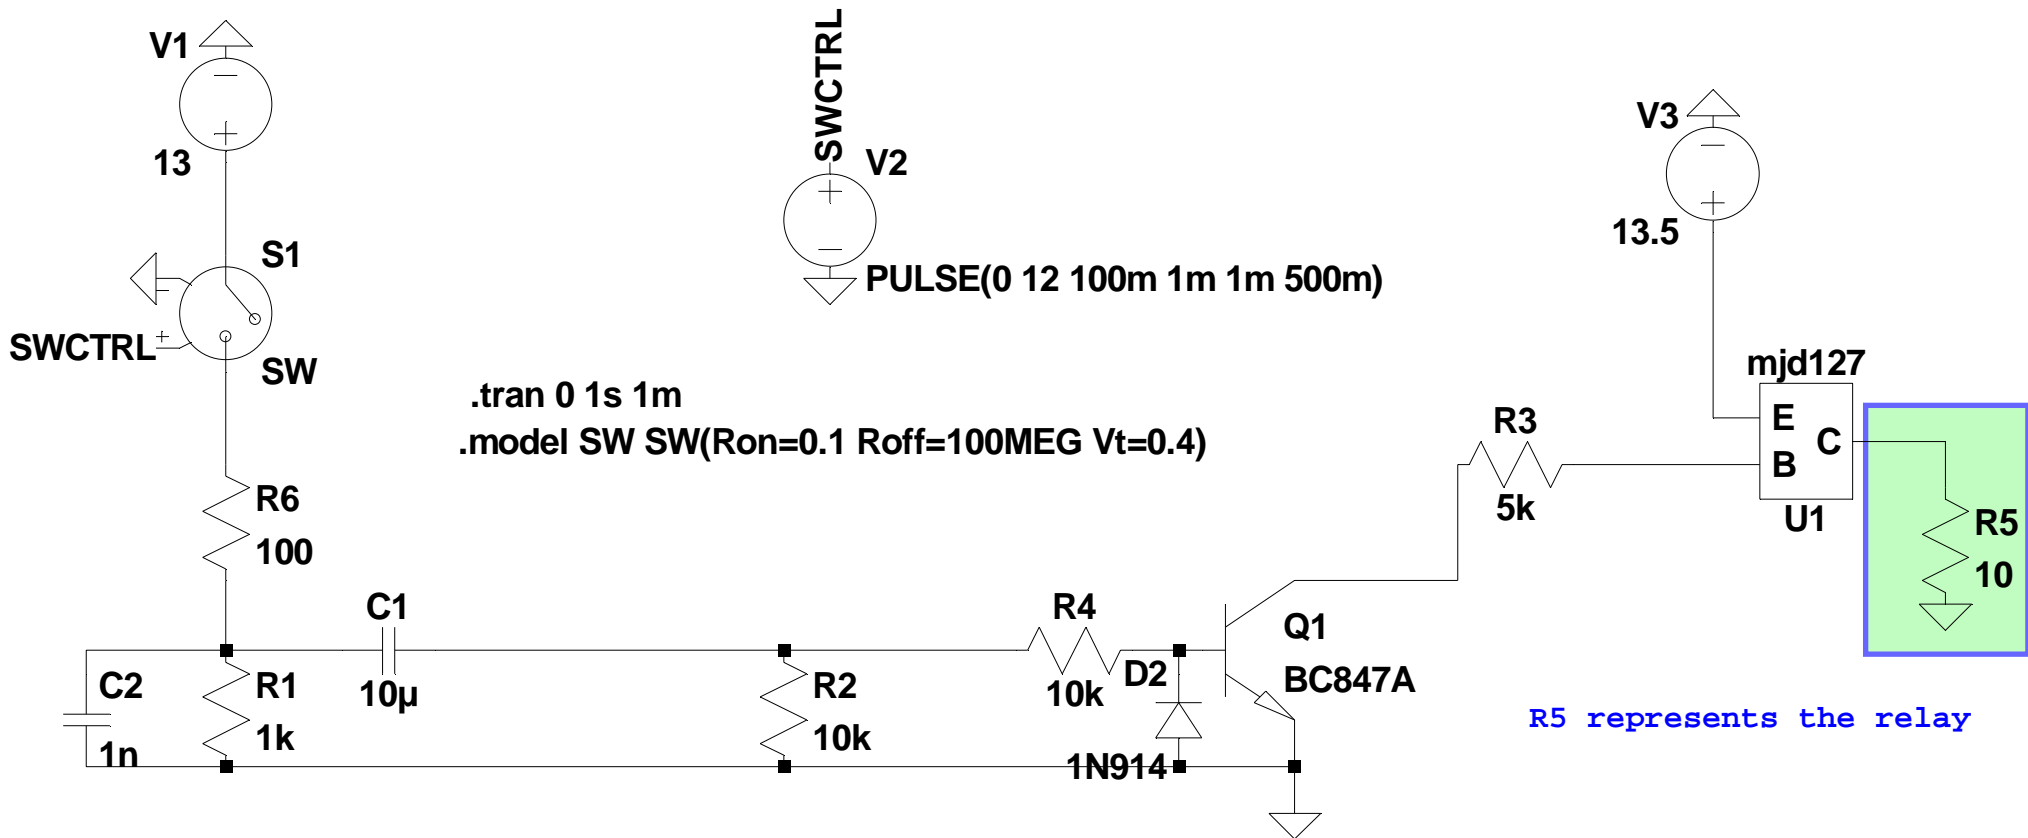 V1
13
S1
SWCTRL
SW
SWCTRL
V2
PULSE(0 12 100m 1m 1m 500m)
V3
13.5
.tran 0 1s 1m
.model SW SW(Ron=0.1 Roff=100MEG Vt=0.4)
mjd127
E
C
B
U1
R3
5k
R5
10
R6
100
C1
10µ
C2
1n
R1
1k
R2
10k
R4
10k
D2
1N914
Q1
BC847A
R5 represents the relay